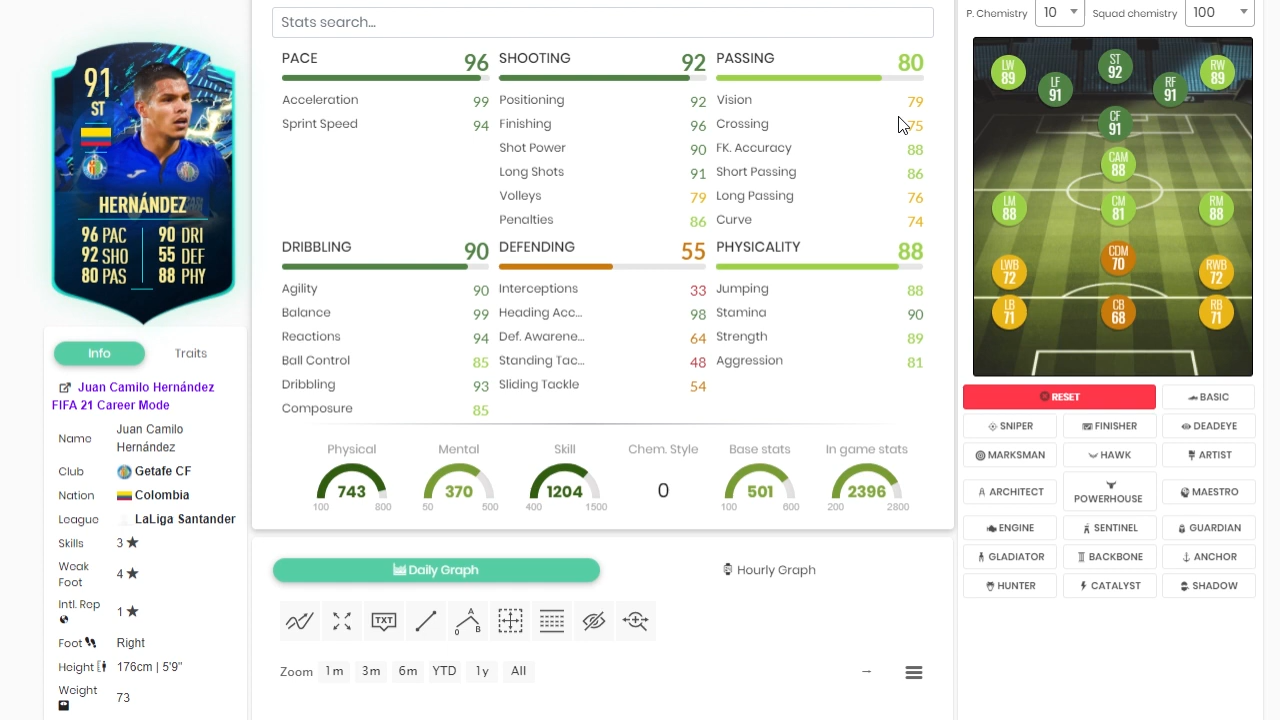 91
ST
HERNÁNDEZ
96 PAC
90 DRI
92 SHO
55 DEF
80 PAS
88 PHY
Info
Traits
Juan Camilo Hernández
FIFA 21 Career Mode
Name
Juan Camilo
Hernández
Club
Getafe CF
Nation
Colombia
League
LaLiga Santander
Skills
3
Weak
Foot
4
Intl. Rep
1
Foot
Right
Height
176cm | 5'9"
Weight
73
Stats search...
PACE 96
Acceleration 99
Sprint Speed 94
SHOOTING 92
Positioning 92
Finishing 96
Shot Power 90
Long Shots 91
Volleys 79
Penalties 86
PASSING 80
Vision 79
Crossing 75
FK. Accuracy 88
Short Passing 86
Long Passing 76
Curve 74
DRIBBLING 90
Agility 90
Balance 99
Reactions 94
Ball Control 85
Dribbling 93
Composure 85
DEFENDING 55
Interceptions 33
Heading Acc... 98
Def. Awarene... 64
Standing Tac... 48
Sliding Tackle 54
PHYSICALITY 88
Jumping 88
Stamina 90
Strength 89
Aggression 81
Physical
743
100 800
Mental
370
50 500
Skill
1204
400 1500
Chem. Style
0
Base stats
501
100 600
In game stats
2396
200 2800
Daily Graph
Hourly Graph
TXT
0
A
B
Zoom 1m 3m 6m YTD 1y All
→
P. Chemistry 10
Squad chemistry 100
LW
89
LF
91
ST
92
RF
91
RW
89
CF
91
CAM
88
LM
88
CM
81
RM
88
LWB
72
CDM
70
RWB
72
LB
71
CB
68
RB
71
RESET
BASIC
SNIPER
FINISHER
DEADEYE
MARKSMAN
HAWK
ARTIST
ARCHITECT
POWERHOUSE
MAESTRO
ENGINE
SENTINEL
GUARDIAN
GLADIATOR
BACKBONE
ANCHOR
HUNTER
CATALYST
SHADOW